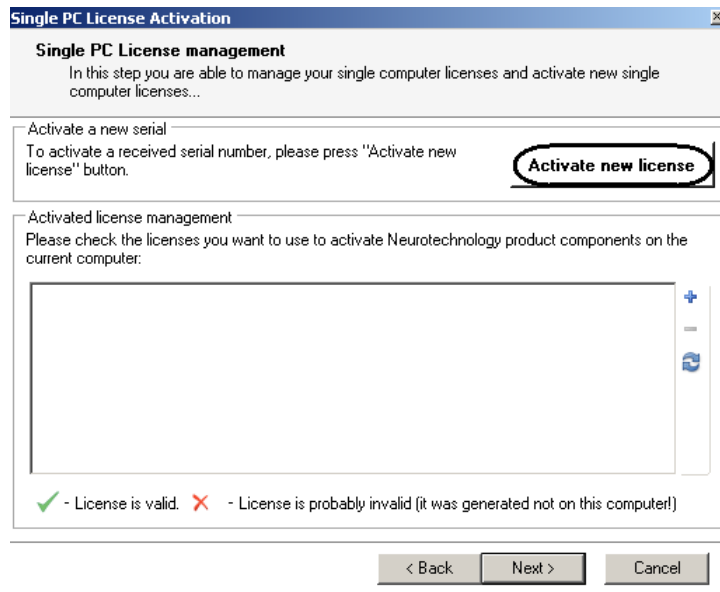 Single PC License Activation
Single PC License management
In this step you are able to manage your single computer licenses and activate new single
computer licenses...
Activate a new serial
To activate a received serial number, please press "Activate new
license" button.
Activate new license
Activated license management
Please check the licenses you want to use to activate Neurotechnology product components on the
current computer:
- License is valid. - License is probably invalid (it was generated not on this computer!)
< Back Next > Cancel